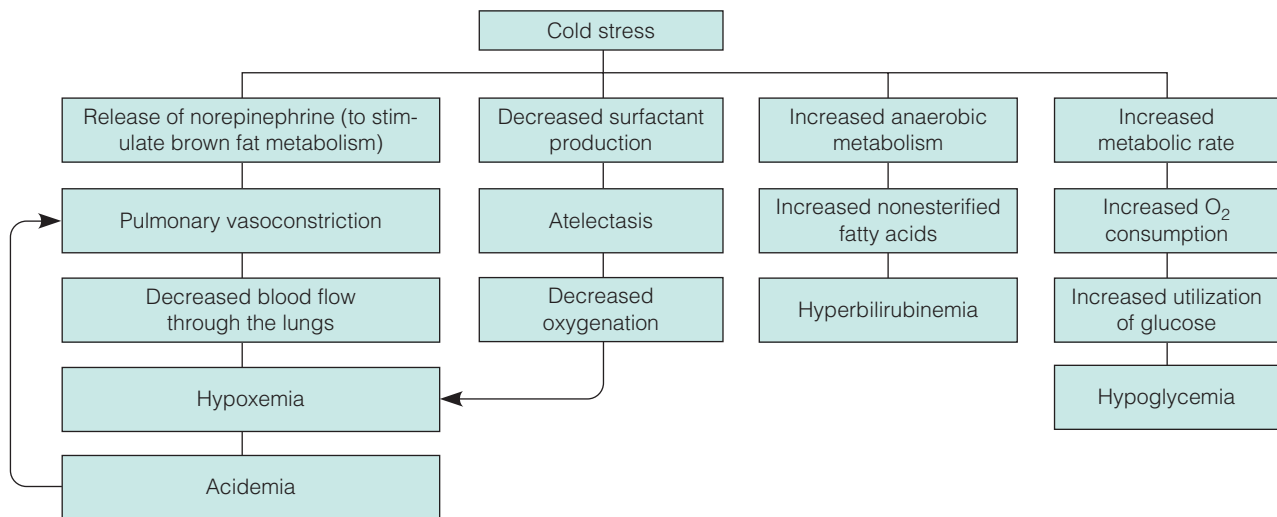 Cold stress
Release of norepinephrine (to stim-
ulate brown fat metabolism)
Pulmonary vasoconstriction
Decreased blood flow
through the lungs
Hypoxemia
Acidemia
Decreased surfactant
production
Atelectasis
Decreased
oxygenation
Increased anaerobic
metabolism
Increased nonesterified
fatty acids
Hyperbilirubinemia
Increased
metabolic rate
Increased O₂
consumption
Increased utilization
of glucose
Hypoglycemia